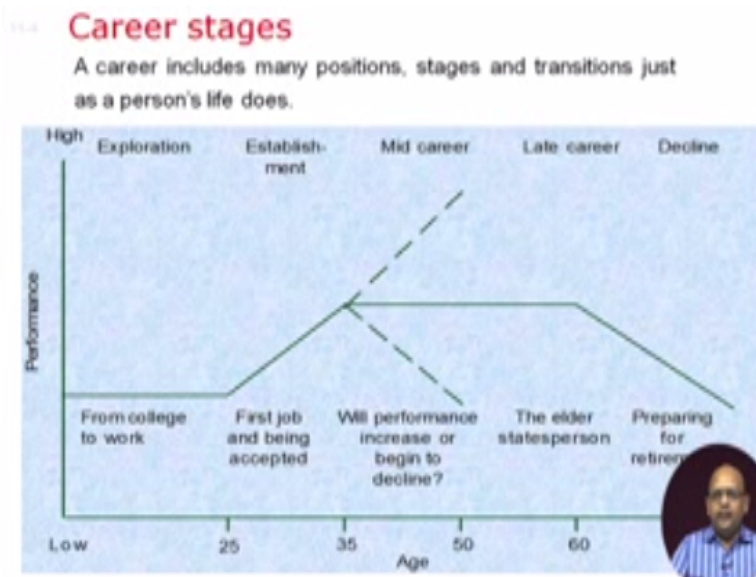 Career stages
A career includes many positions, stages and transitions just
as a person's life does.
High
Exploration
Establish-
ment
Mid career
Late career
Decline
Performance
From college
to work
First job
and being
accepted
Will performance
increase or
begin to
decline?
The elder
statesperson
Preparing
for
Low
25
35
50
60
Age